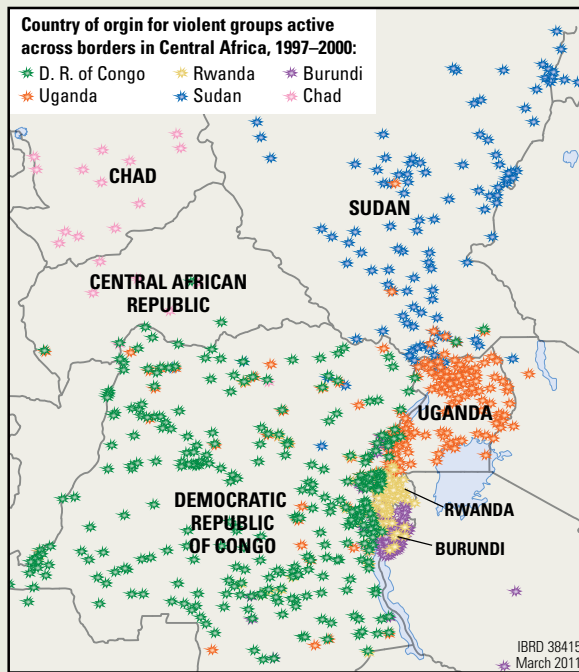 Country of orgin for violent groups active
across borders in Central Africa, 1997–2000:
D. R. of Congo Rwanda Burundi
Uganda Sudan Chad
CHAD
SUDAN
CENTRAL AFRICAN
REPUBLIC
UGANDA
DEMOCRATIC
REPUBLIC
OF CONGO
RWANDA
BURUNDI
IBRD 38415
March 2011